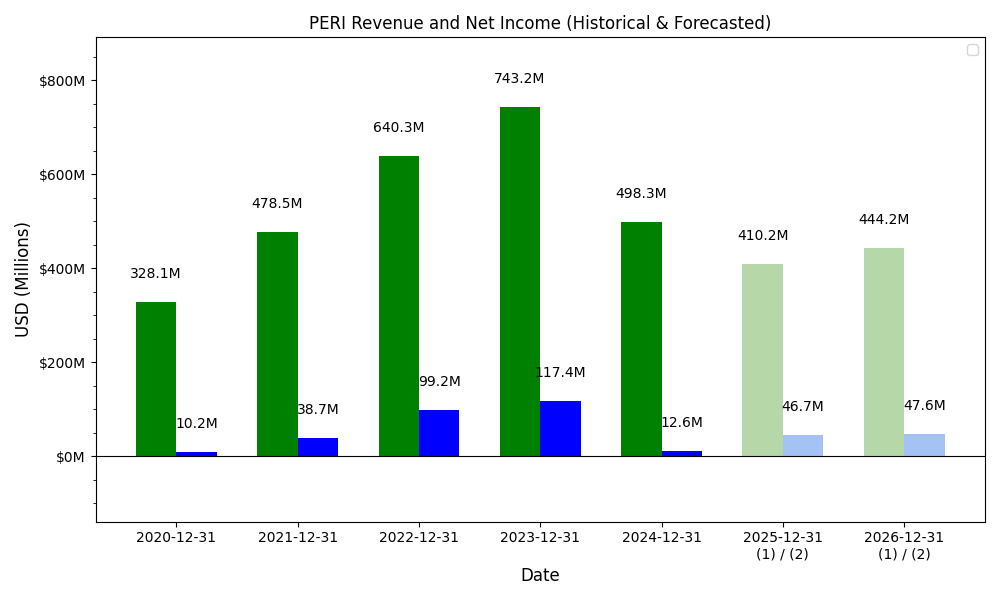 PERI Revenue and Net Income (Historical & Forecasted)
USD (Millions)
$800M
$600M
$400M
$200M
$0M
328.1M
10.2M
478.5M
38.7M
640.3M
99.2M
743.2M
117.4M
498.3M
12.6M
410.2M
46.7M
444.2M
47.6M
2020-12-31
2021-12-31
2022-12-31
2023-12-31
2024-12-31
2025-12-31
(1) / (2)
2026-12-31
(1) / (2)
Date